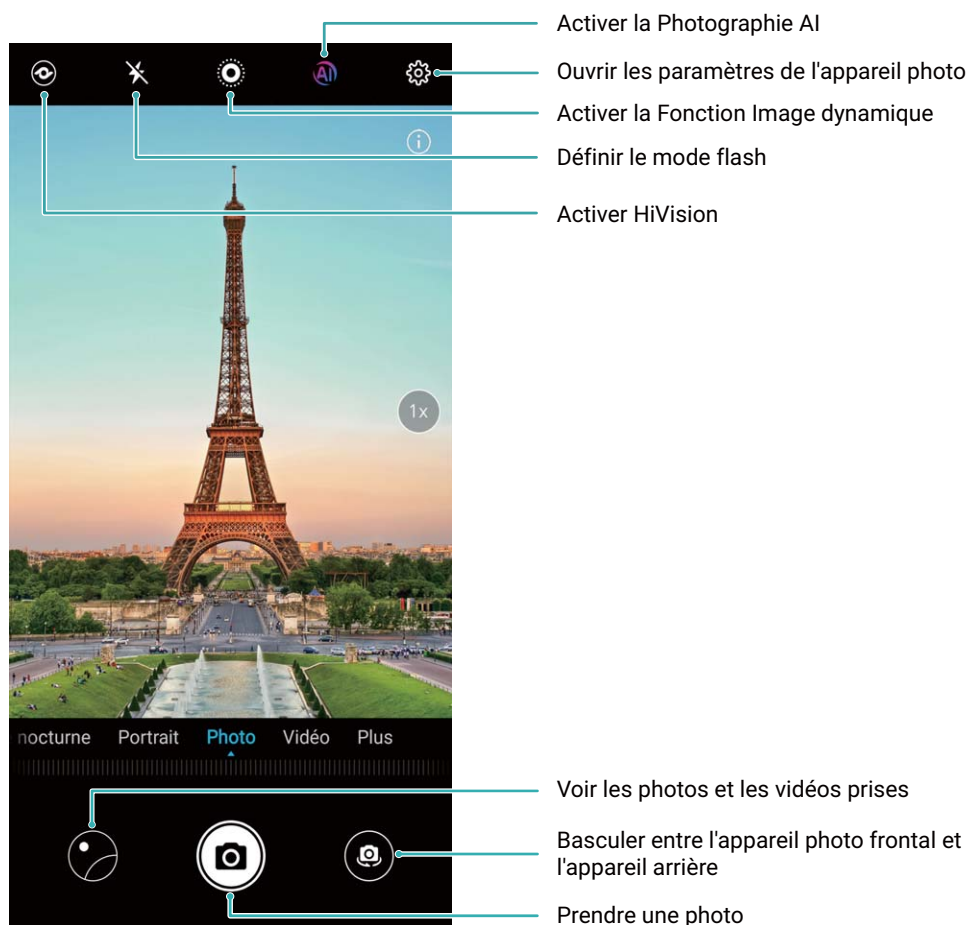 Activer la Photographie AI
AI
Ouvrir les paramètres de l'appareil photo
Activer la Fonction Image dynamique
i
Définir le mode flash
Activer HiVision
1x
nocturne Portrait Photo Vidéo Plus
Voir les photos et les vidéos prises
Basculer entre l'appareil photo frontal et
l'appareil arrière
Prendre une photo